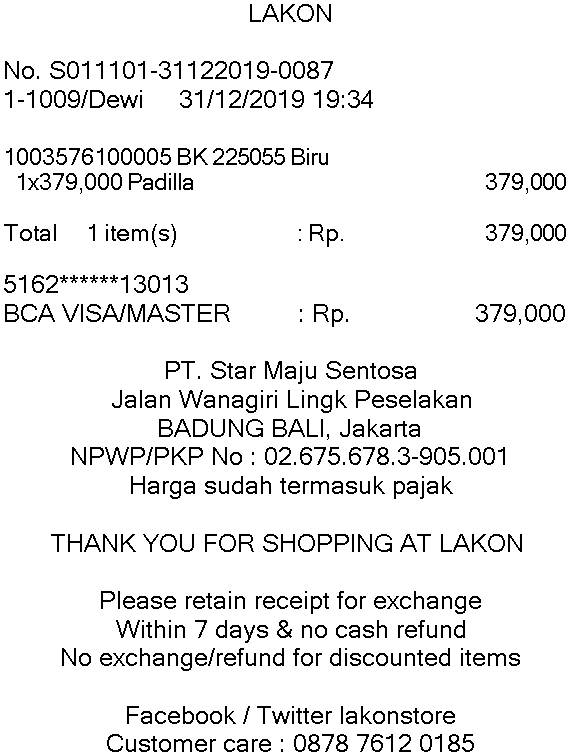 LAKON
No. S011101-31122019-0087
1-1009/Dewi 31/12/2019 19:34
1003576100005 BK 225055 Biru
1x379,000 Padilla 379,000
Total 1 item(s) : Rp. 379,000
5162******13013
BCA VISA/MASTER : Rp. 379,000
PT. Star Maju Sentosa
Jalan Wanagiri Lingk Peselakan
BADUNG BALI, Jakarta
NPWP/PKP No : 02.675.678.3-905.001
Harga sudah termasuk pajak
THANK YOU FOR SHOPPING AT LAKON
Please retain receipt for exchange
Within 7 days & no cash refund
No exchange/refund for discounted items
Facebook / Twitter lakonstore
Customer care : 0878 7612 0185